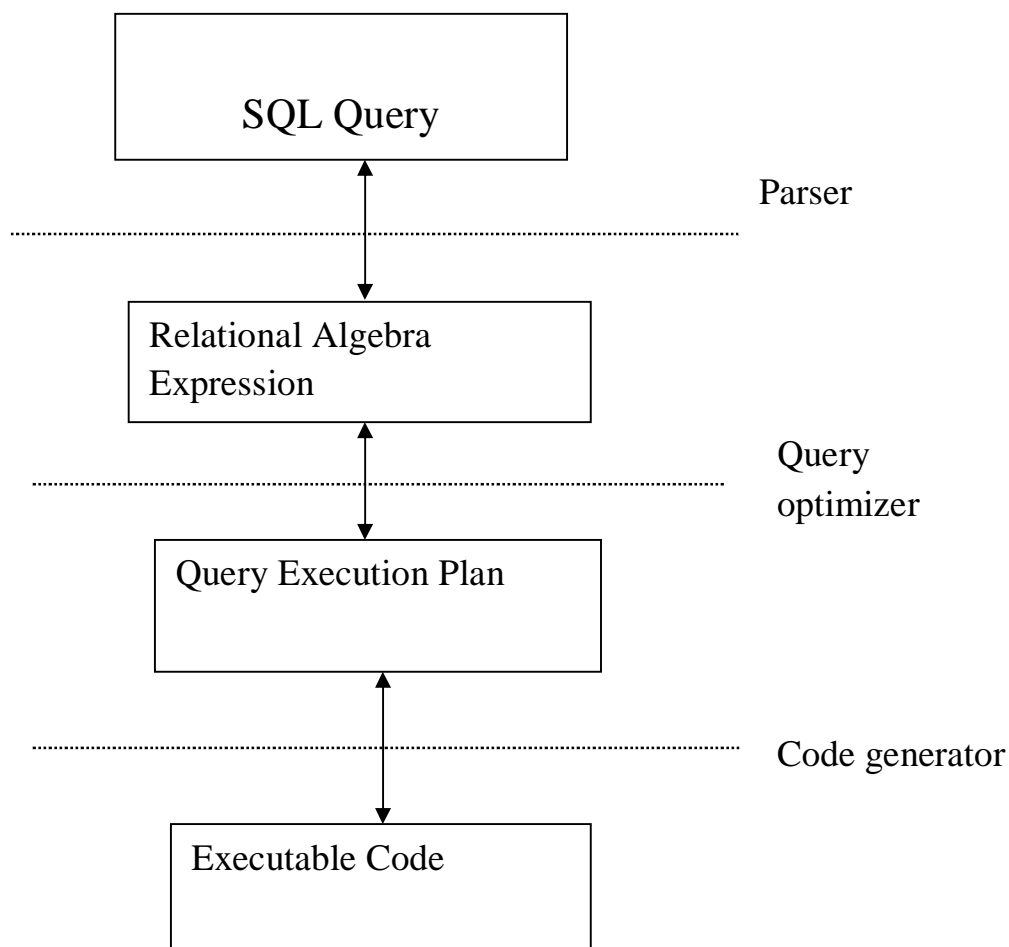 SQL Query
Parser
Relational Algebra
Expression
Query
optimizer
Query Execution Plan
Code generator
Executable Code